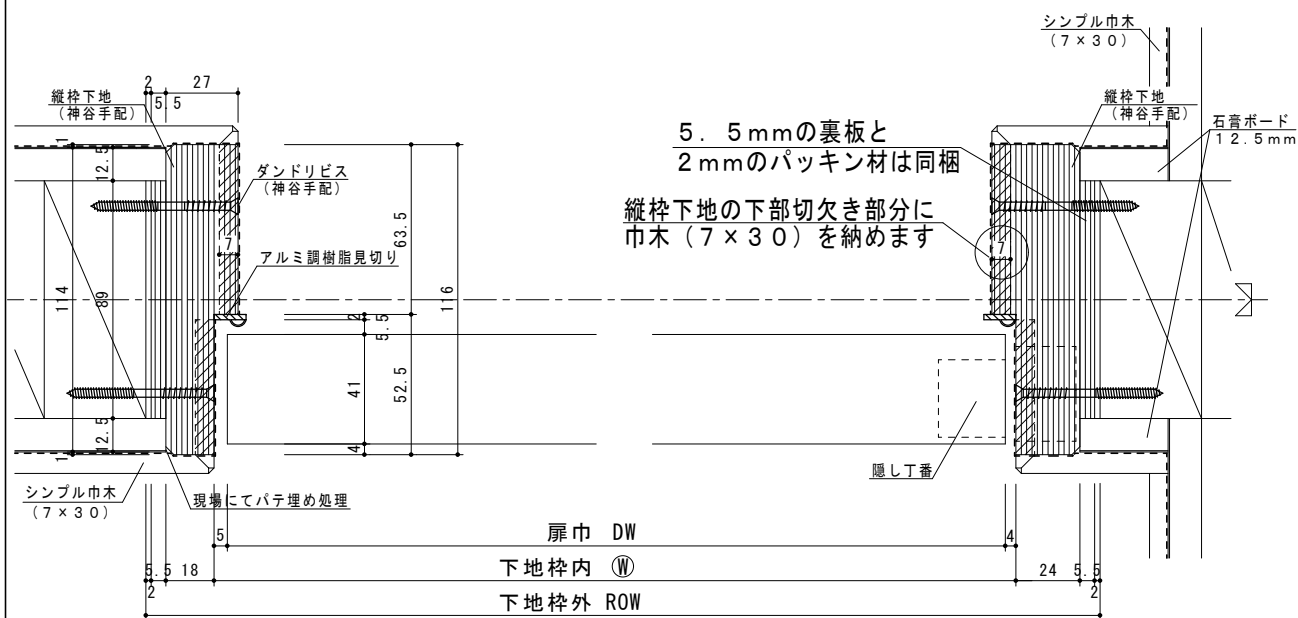 シンプル巾木
(7×30)
2
27
5.5
縦枠下地
(神谷手配)
縦枠下地
(神谷手配)
石膏ボード
12.5mm
5.5mmの裏板と
2mmのパッキン材は同梱
1
12.5
ダンドリビス
(神谷手配)
縦枠下地の下部切欠き部分に
巾木(7×30)を納めます
7
63.5
7
アルミ調樹脂見切り
114
89
116
2
5.5
41
52.5
12.5
4
1
隠し丁番
シンプル巾木
(7×30)
現場にてパテ埋め処理
5
扉巾 DW
4
5.5
18
下地枠内 Ⓦ
24
5.5
2
2
下地枠外 ROW